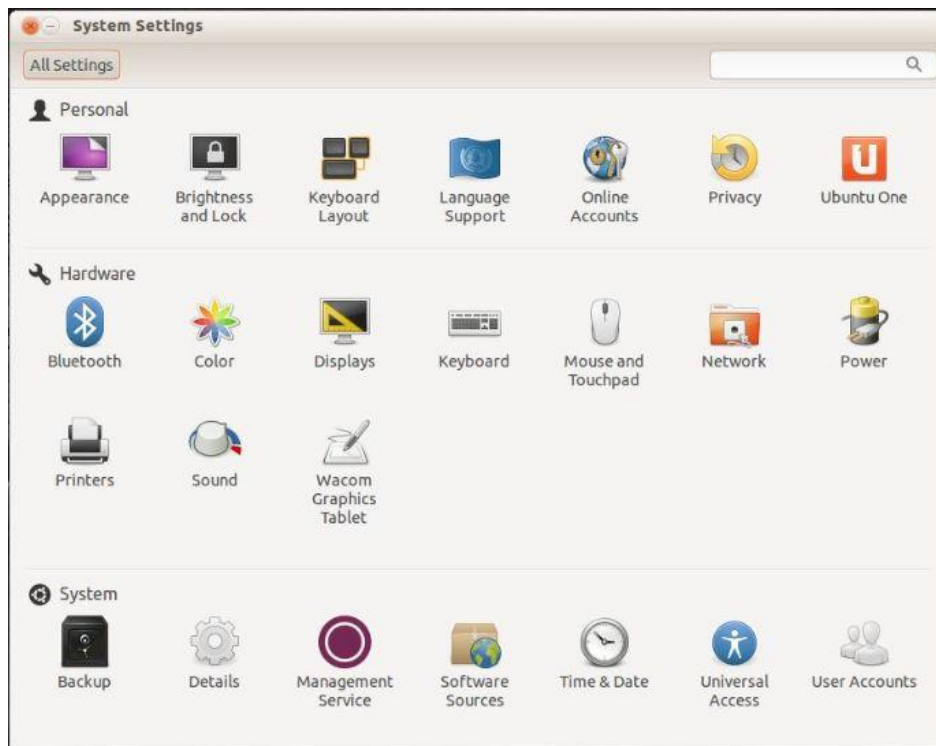 System Settings
All Settings
Personal
Appearance
Brightness
and Lock
Keyboard
Layout
Language
Support
Online
Accounts
Privacy
Ubuntu One
Hardware
Bluetooth
Color
Displays
Keyboard
Mouse and
Touchpad
Network
Power
Printers
Sound
Wacom
Graphics
Tablet
System
Backup
Details
Management
Service
Software
Sources
Time & Date
Universal
Access
User Accounts